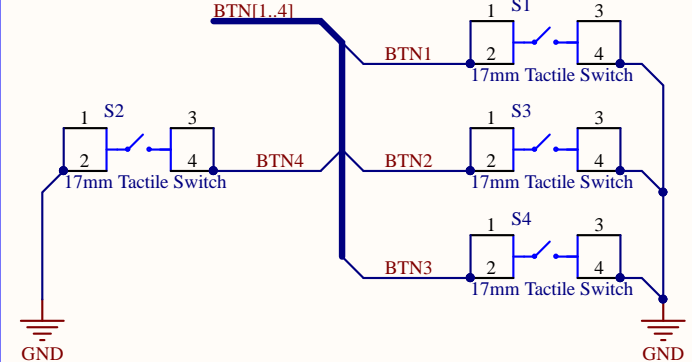 BTN[1..4]
S1
1
3
BTN1
2
4
17mm Tactile Switch
S2
1
3
BTN4
2
4
17mm Tactile Switch
S3
1
3
BTN2
2
4
17mm Tactile Switch
S4
1
3
BTN3
2
4
17mm Tactile Switch
GND
GND